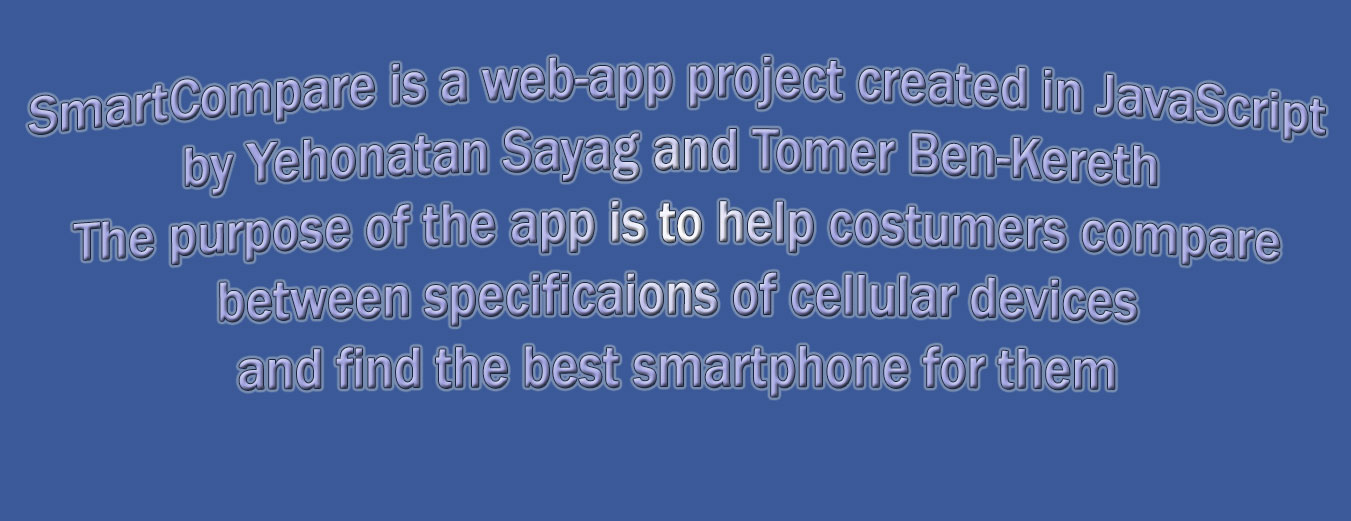 SmartCompare is a web-app project created in JavaScript
by Yehonatan Sayag and Tomer Ben-Kereth
The purpose of the app is to help costumers compare
between specificaions of cellular devices
and find the best smartphone for them